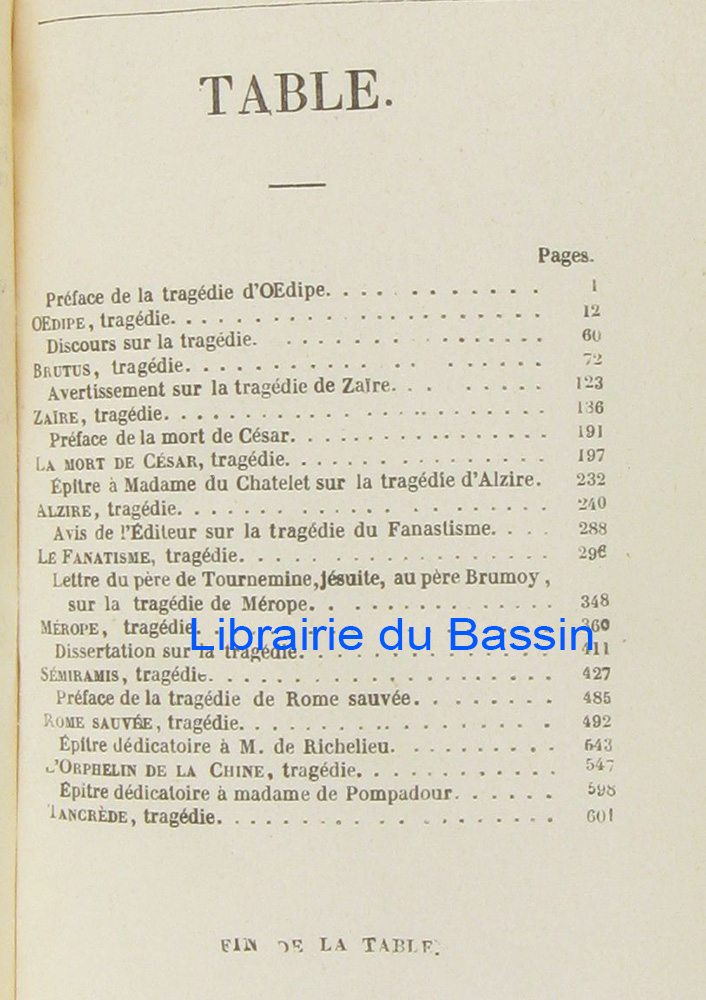 TABLE.
Pages.
Préface de la tragédie d'OEdipe. . . . . . . . . . . . 1
OEDIPE, tragédie. . . . . . . . . . . . . . . . . . . 12
Discours sur la tragédie. . . . . . . . . . . . . . 60
BRUTUS, tragédie. . . . . . . . . . . . . . . . . . 72
Avertissement sur la tragédie de Zaïre. . . . . . . . 123
ZAÏRE, tragédie. . . . . . . . . . . . . . . . . . . 136
Préface de la mort de César. . . . . . . . . . . . . 191
LA MORT DE CÉSAR, tragédie. . . . . . . . . . . . . . 197
Épître à Madame du Chatelet sur la tragédie d'Alzire. 232
ALZIRE, tragédie. . . . . . . . . . . . . . . . . . . 240
Avis de l'Éditeur sur la tragédie du Fanastisme. . . . 288
LE FANATISME, tragédie. . . . . . . . . . . . . . . . 296
Lettre du père de Tournemine, jésuite, au père Brumoy,
sur la tragédie de Mérope. . . . . . . . . . . . . 348
MÉROPE, tragédie. . . . . . . . . . . . . . . . . . . 360
Dissertation sur la tragédie. . . . . . . . . . . . . 411
Librairie du Bassin
SÉMIRAMIS, tragédie. . . . . . . . . . . . . . . . . 427
Préface de la tragédie de Rome sauvée. . . . . . . . 485
ROME SAUVÉE, tragédie. . . . . . . . . . . . . . . . 492
Épître dédicatoire à M. de Richelieu. . . . . . . . . 543
L'ORPHELIN DE LA CHINE, tragédie. . . . . . . . . . . 547
Épitre dédicatoire à madame de Pompadour. . . . . . . 598
TANCRÈDE, tragédie. . . . . . . . . . . . . . . . . . 601
FIN DE LA TABLE.